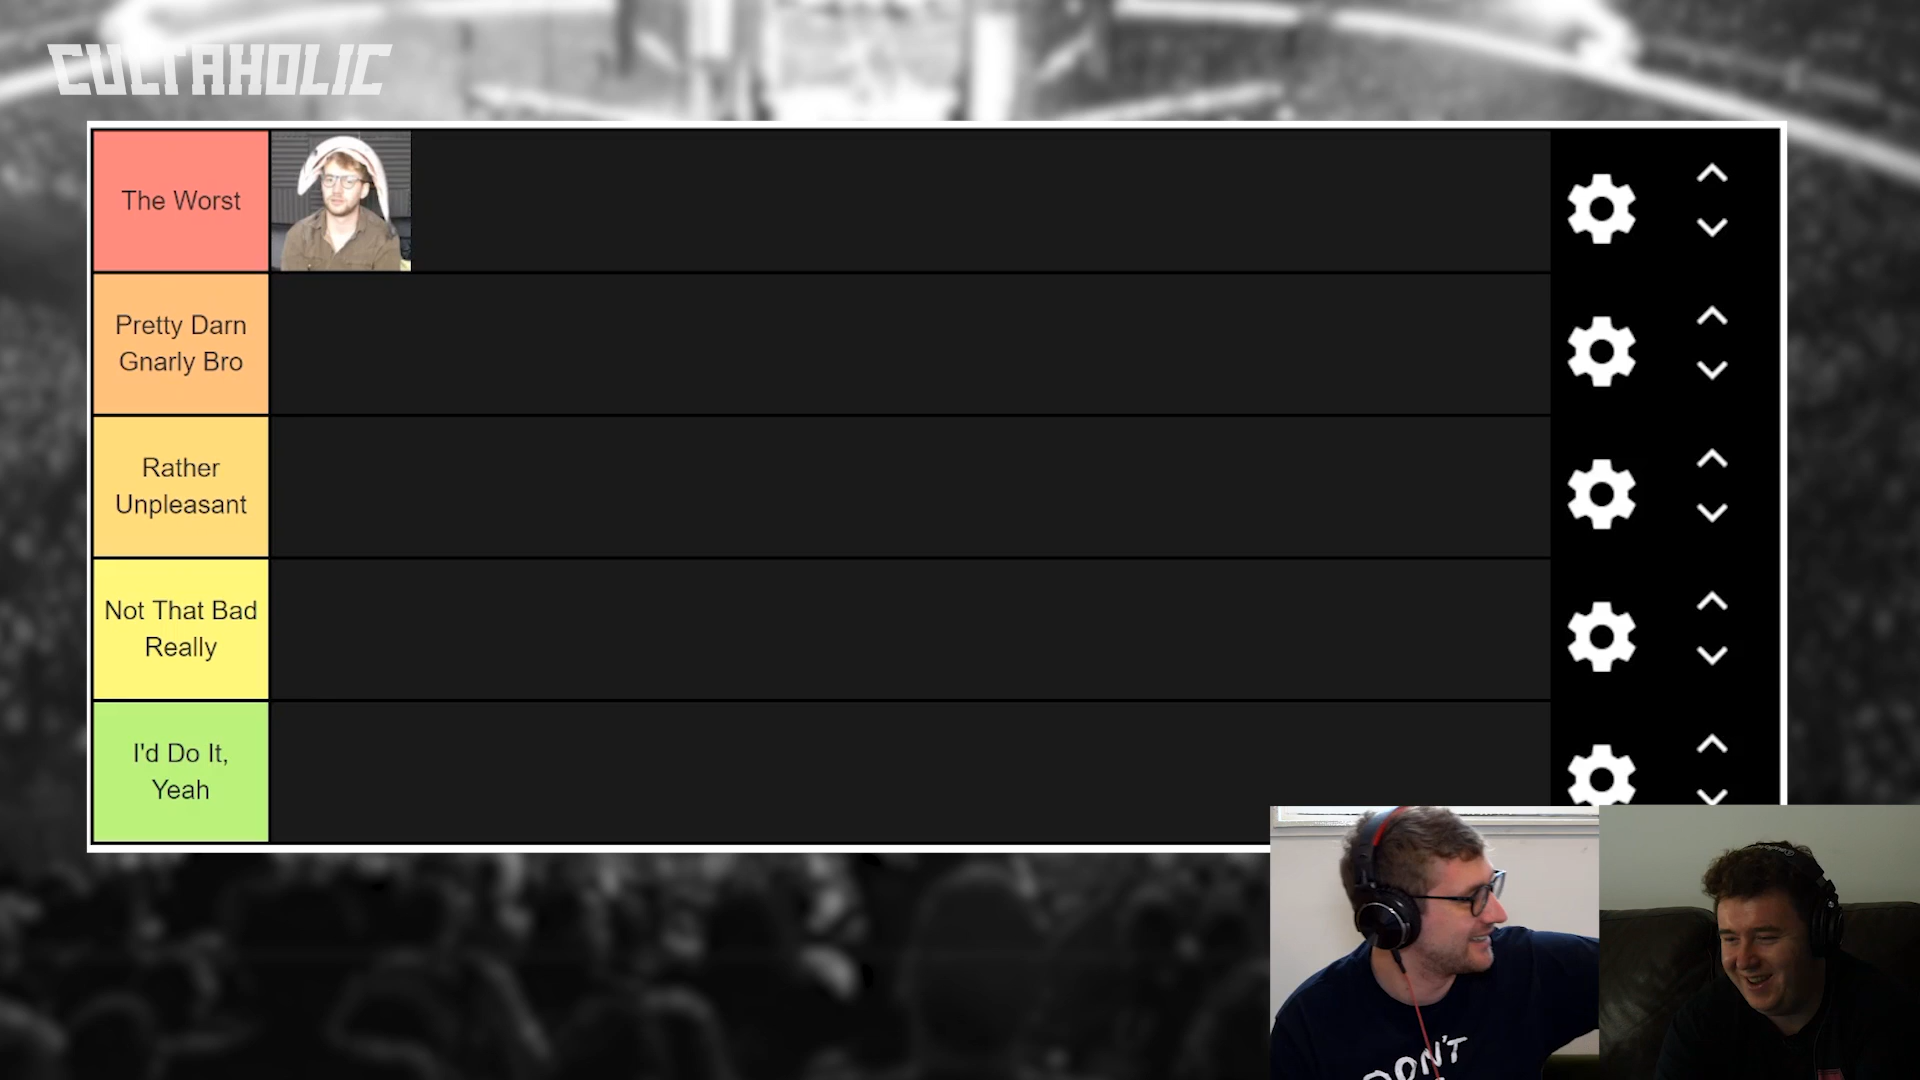 CULTAHOLIC
The Worst
Pretty Darn
Gnarly Bro
Rather
Unpleasant
Not That Bad
Really
I'd Do It,
Yeah
DON'T